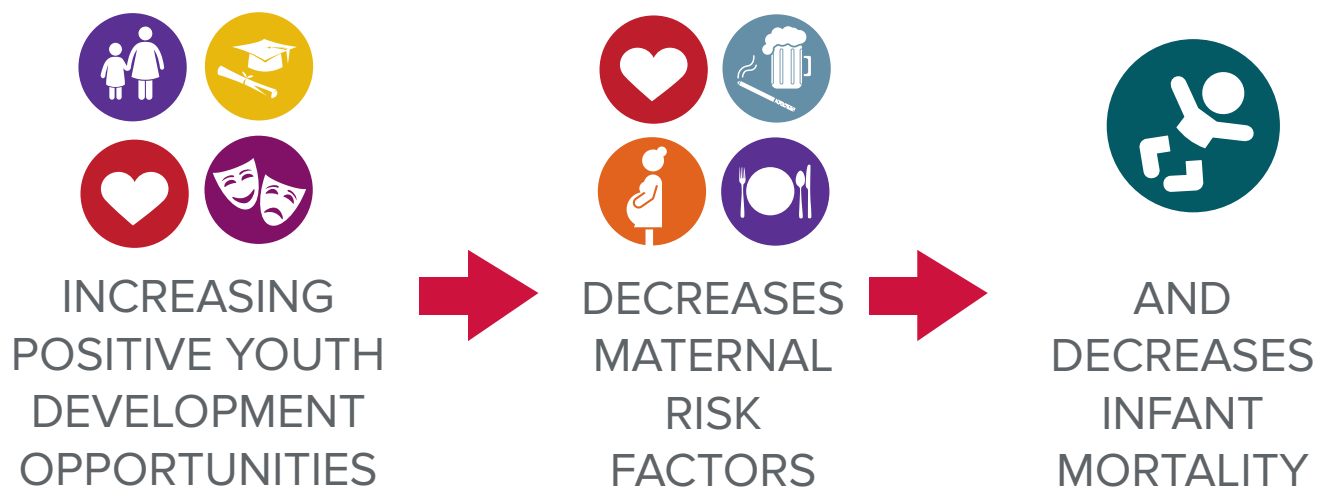 INCREASING
POSITIVE YOUTH
DEVELOPMENT
OPPORTUNITIES
DECREASES
MATERNAL
RISK
FACTORS
AND
DECREASES
INFANT
MORTALITY